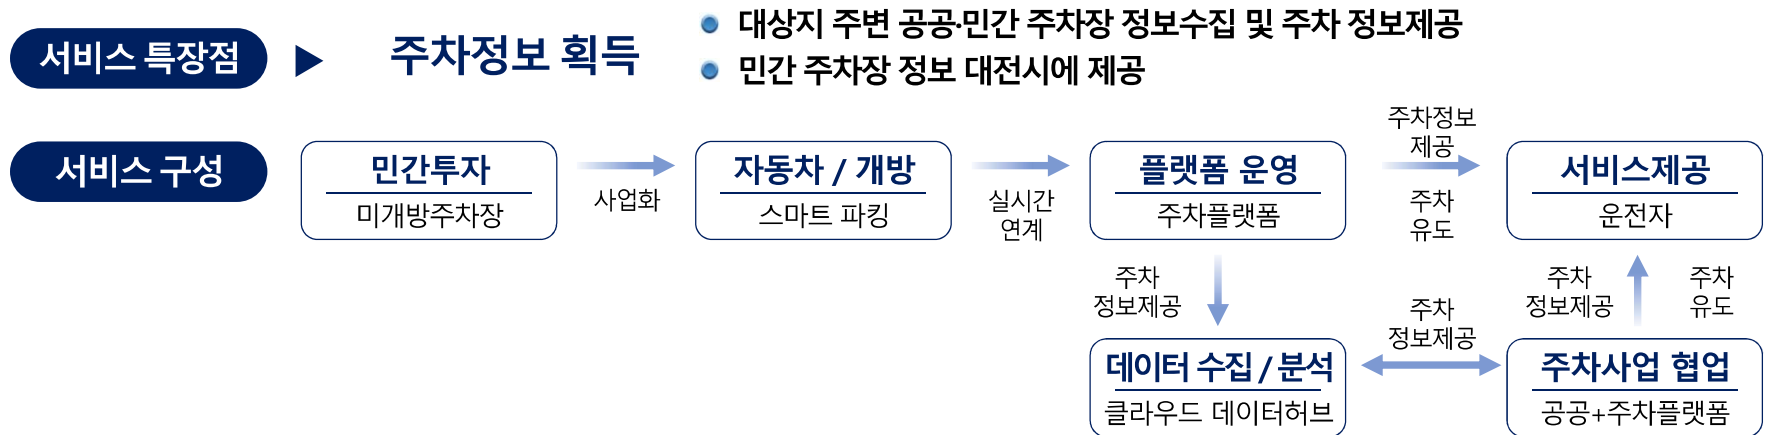 서비스 특장점
주차정보 획득
대상지 주변 공공·민간 주차장 정보수집 및 주차 정보제공
민간 주차장 정보 대전시에 제공
서비스 구성
민간투자
미개방주차장
사업화
자동차 / 개방
스마트 파킹
실시간
연계
플랫폼 운영
주차플랫폼
주차정보
제공
주차
유도
서비스제공
운전자
주차
정보제공
주차
정보제공
주차
정보제공
주차
유도
데이터 수집 / 분석
클라우드 데이터허브
주차사업 협업
공공+주차플랫폼